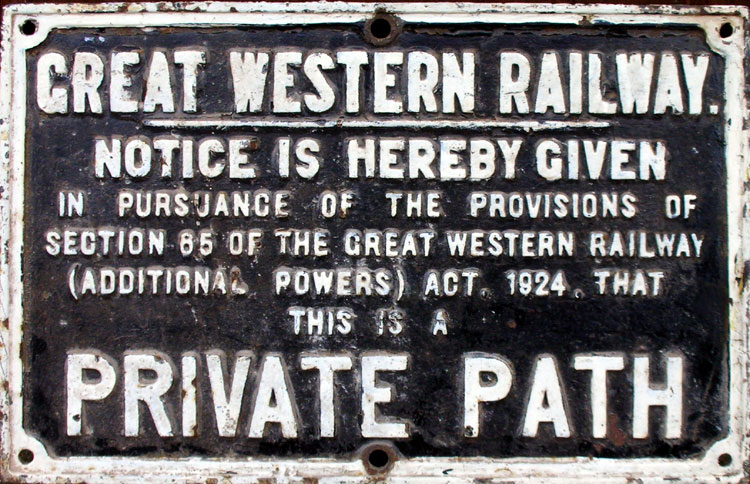 GREAT WESTERN RAILWAY.
NOTICE IS HEREBY GIVEN
IN PURSUANCE OF THE PROVISIONS OF
SECTION 65 OF THE GREAT WESTERN RAILWAY
(ADDITIONAL POWERS) ACT, 1924, THAT
THIS IS A
PRIVATE PATH